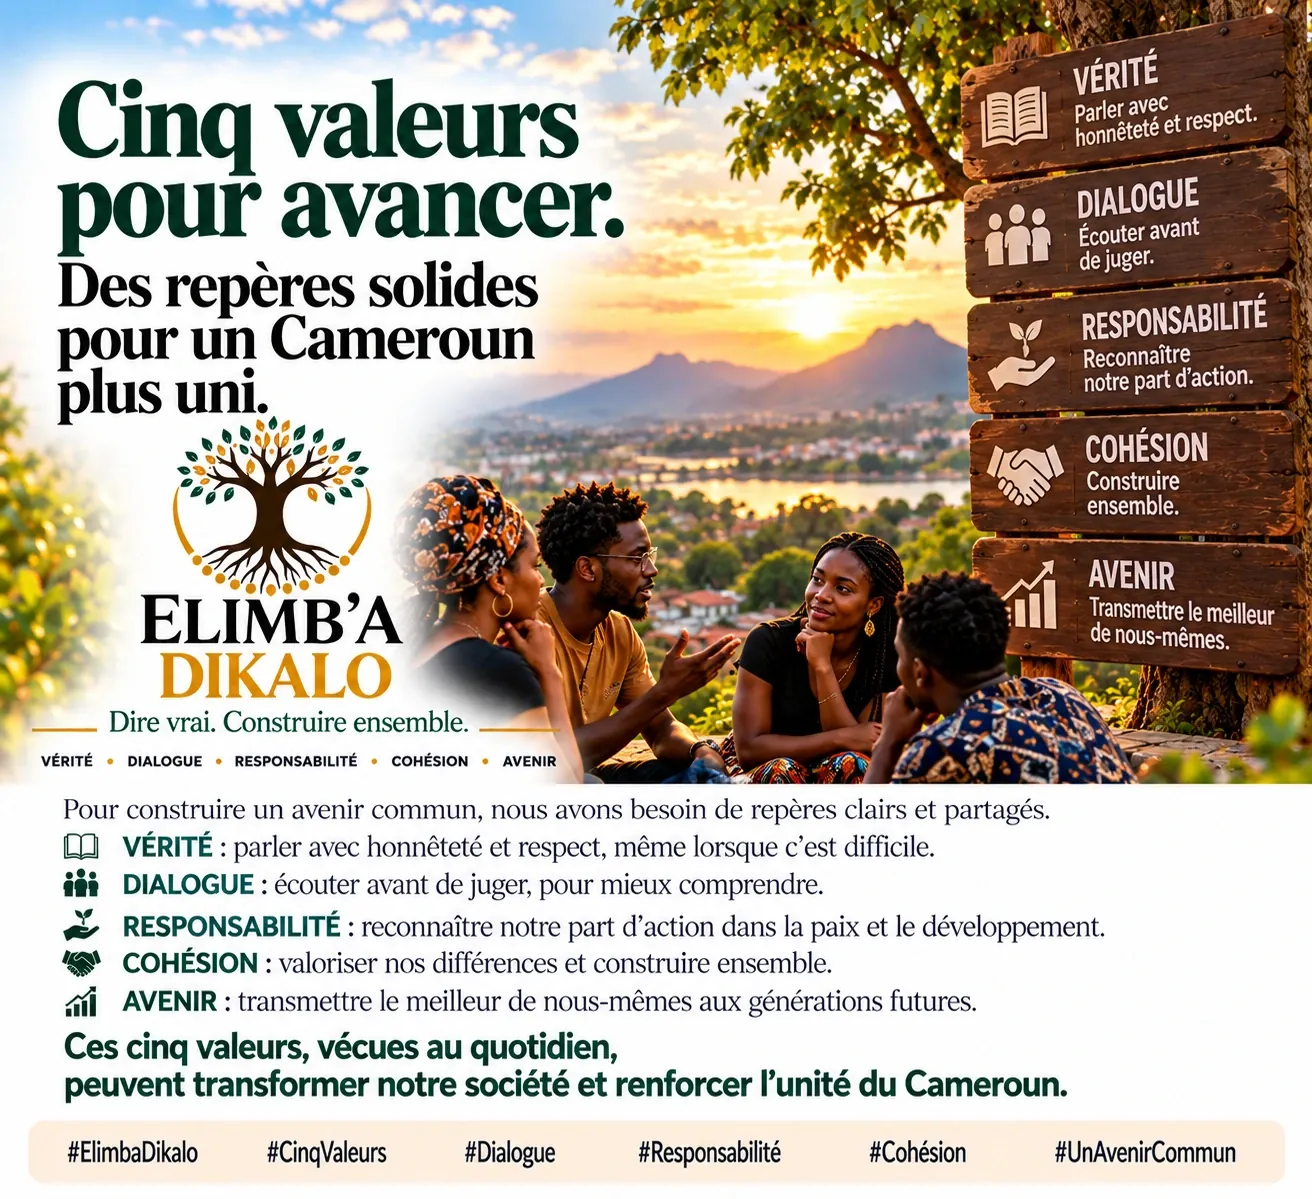 Cinq valeurs
pour avancer.
Des repères solides
pour un Cameroun
plus uni.
ELIMB'A
DIKALO
Dire vrai. Construire ensemble.
VÉRITÉ • DIALOGUE • RESPONSABILITÉ • COHÉSION • AVENIR
VÉRITÉ
Parler avec
honnêteté et respect.
DIALOGUE
Écouter avant
de juger.
RESPONSABILITÉ
Reconnaître
notre part d'action.
COHÉSION
Construire
ensemble.
AVENIR
Transmettre le meilleur
de nous-mêmes.
Pour construire un avenir commun, nous avons besoin de repères clairs et partagés.
VÉRITÉ : parler avec honnêteté et respect, même lorsque c'est difficile.
DIALOGUE : écouter avant de juger, pour mieux comprendre.
RESPONSABILITÉ : reconnaître notre part d'action dans la paix et le développement.
COHÉSION : valoriser nos différences et construire ensemble.
AVENIR : transmettre le meilleur de nous-mêmes aux générations futures.
Ces cinq valeurs, vécues au quotidien,
peuvent transformer notre société et renforcer l'unité du Cameroun.
#ElimbaDikalo #CinqValeurs #Dialogue #Responsabilité #Cohésion #UnAvenirCommun